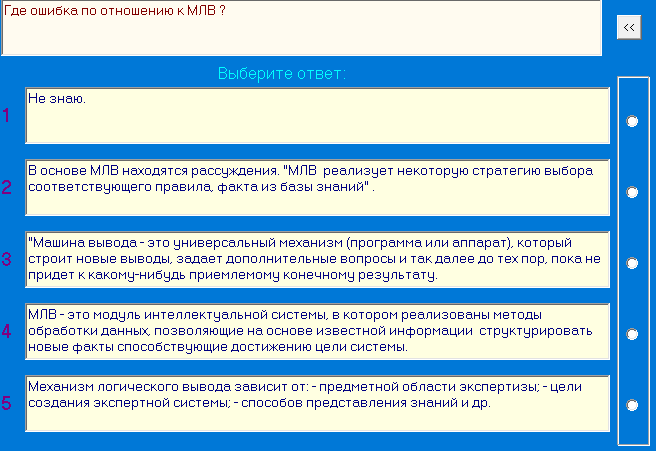 Где ошибка по отношению к МЛВ ?
<<
Выберите ответ:
1
Не знаю.
2
В основе МЛВ находятся рассуждения. "МЛВ  реализует некоторую стратегию выбора
соответствующего правила, факта из базы знаний" .
3
"Машина вывода - это универсальный механизм (программа или аппарат), который
строит новые выводы, задает дополнительные вопросы и так далее до тех пор, пока не
придет к какому-нибудь приемлемому конечному результату.
4
МЛВ - это модуль интеллектуальной системы, в котором реализованы методы
обработки данных, позволяющие на основе известной информации  структурировать
новые факты способствующие достижению цели системы.
5
Механизм логического вывода зависит от: - предметной области экспертизы; - цели
создания экспертной системы; - способов представления знаний и др.